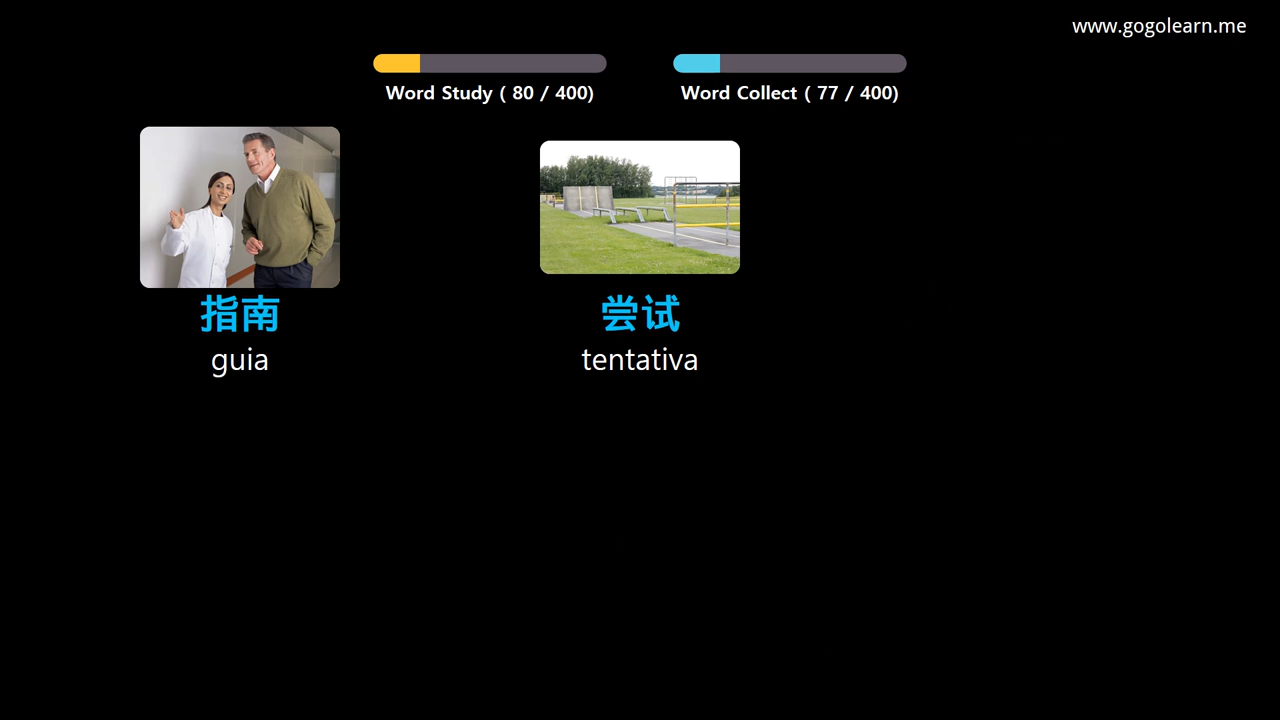 www.gogolearn.me
Word Study ( 80 / 400)
Word Collect ( 77 / 400)
指南
guia
尝试
tentativa